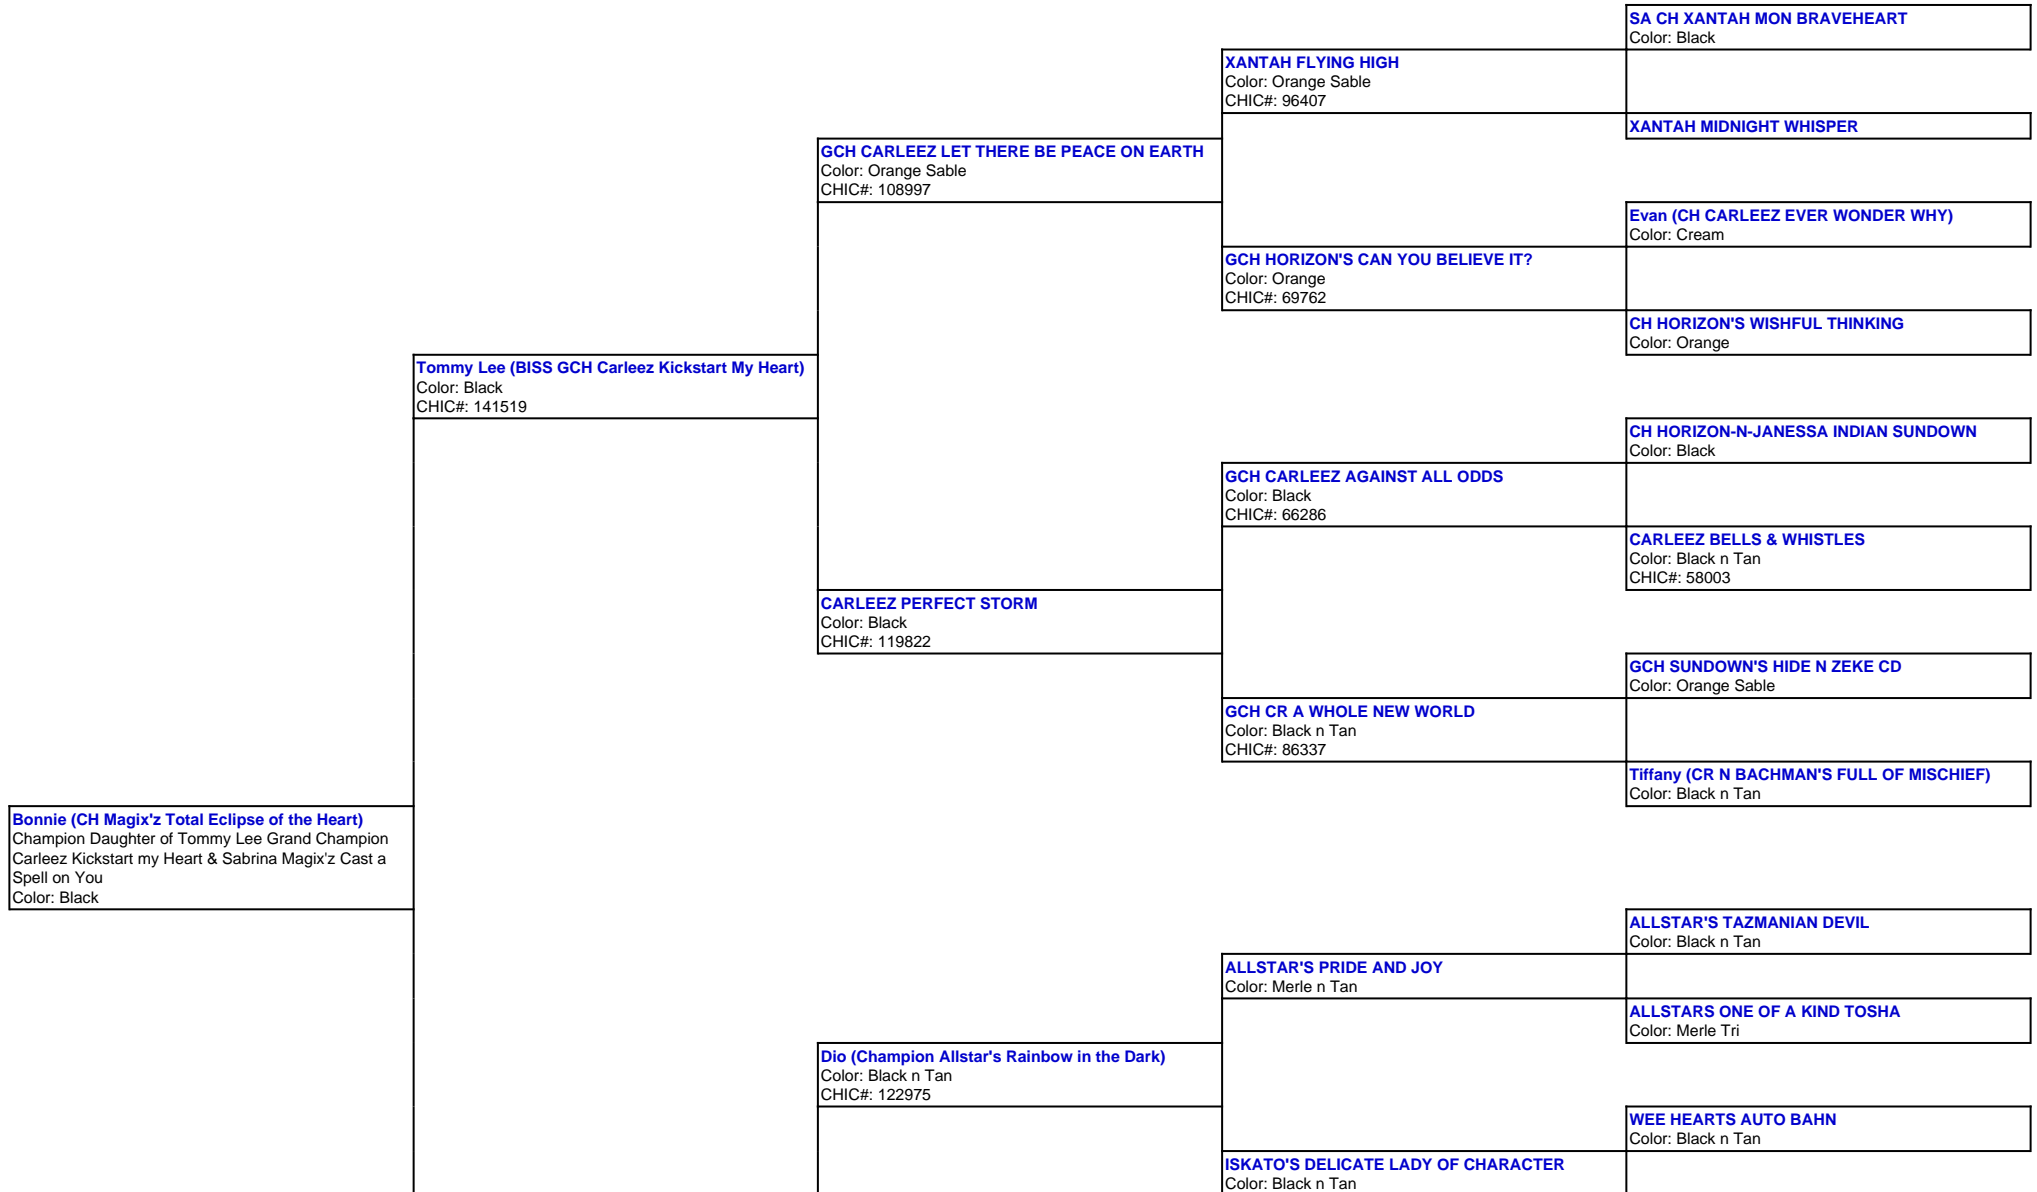 SA CH XANTAH MON BRAVEHEART
Color: Black
XANTAH FLYING HIGH
Color: Orange Sable
CHIC#: 96407
XANTAH MIDNIGHT WHISPER
GCH CARLEEZ LET THERE BE PEACE ON EARTH
Color: Orange Sable
CHIC#: 108997
Evan (CH CARLEEZ EVER WONDER WHY)
Color: Cream
GCH HORIZON'S CAN YOU BELIEVE IT?
Color: Orange
CHIC#: 69762
CH HORIZON'S WISHFUL THINKING
Color: Orange
Tommy Lee (BISS GCH Carleez Kickstart My Heart)
Color: Black
CHIC#: 141519
CH HORIZON-N-JANESSA INDIAN SUNDOWN
Color: Black
GCH CARLEEZ AGAINST ALL ODDS
Color: Black
CHIC#: 66286
CARLEEZ BELLS & WHISTLES
Color: Black n Tan
CHIC#: 58003
CARLEEZ PERFECT STORM
Color: Black
CHIC#: 119822
GCH SUNDOWN'S HIDE N ZEKE CD
Color: Orange Sable
GCH CR A WHOLE NEW WORLD
Color: Black n Tan
CHIC#: 86337
Tiffany (CR N BACHMAN'S FULL OF MISCHIEF)
Color: Black n Tan
Bonnie (CH Magix'z Total Eclipse of the Heart)
Champion Daughter of Tommy Lee Grand Champion
Carleez Kickstart my Heart & Sabrina Magix'z Cast a
Spell on You
Color: Black
ALLSTAR'S TAZMANIAN DEVIL
Color: Black n Tan
ALLSTAR'S PRIDE AND JOY
Color: Merle n Tan
ALLSTARS ONE OF A KIND TOSHA
Color: Merle Tri
Dio (Champion Allstar's Rainbow in the Dark)
Color: Black n Tan
CHIC#: 122975
WEE HEARTS AUTO BAHN
Color: Black n Tan
ISKATO'S DELICATE LADY OF CHARACTER
Color: Black n Tan